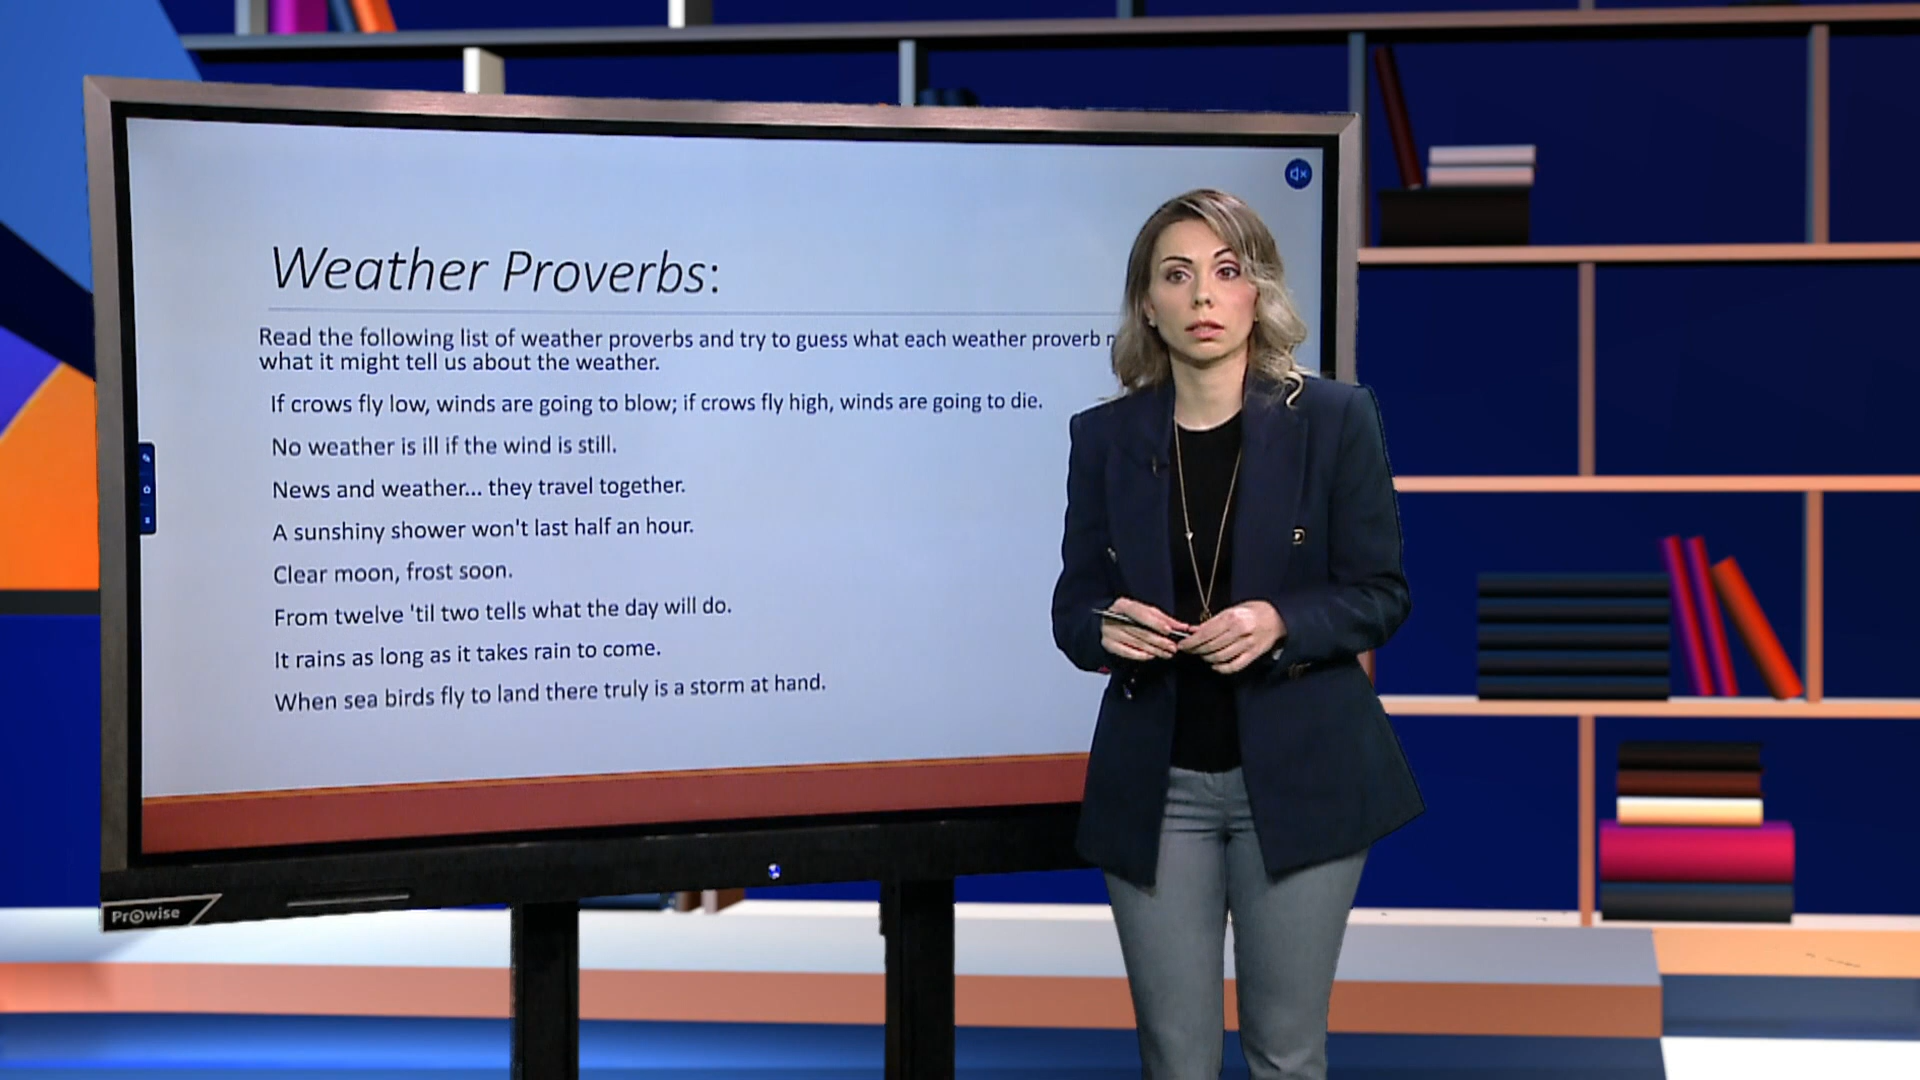 Weather Proverbs:
Read the following list of weather proverbs and try to guess what each weather proverb
what it might tell us about the weather.
If crows fly low, winds are going to blow; if crows fly high, winds are going to die.
No weather is ill if the wind is still.
News and weather... they travel together.
A sunshiny shower won't last half an hour.
Clear moon, frost soon.
From twelve 'til two tells what the day will do.
It rains as long as it takes rain to come.
When sea birds fly to land there truly is a storm at hand.
Prowise